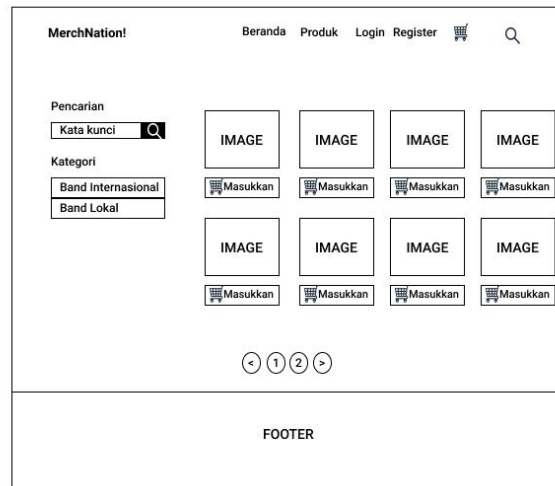 MerchNation! Beranda Produk Login Register
Pencarian
Kata kunci
Kategori
Band Internasional
Band Lokal
IMAGE IMAGE IMAGE IMAGE
Masukkan Masukkan Masukkan Masukkan
IMAGE IMAGE IMAGE IMAGE
Masukkan Masukkan Masukkan Masukkan
< 1 2 >
FOOTER